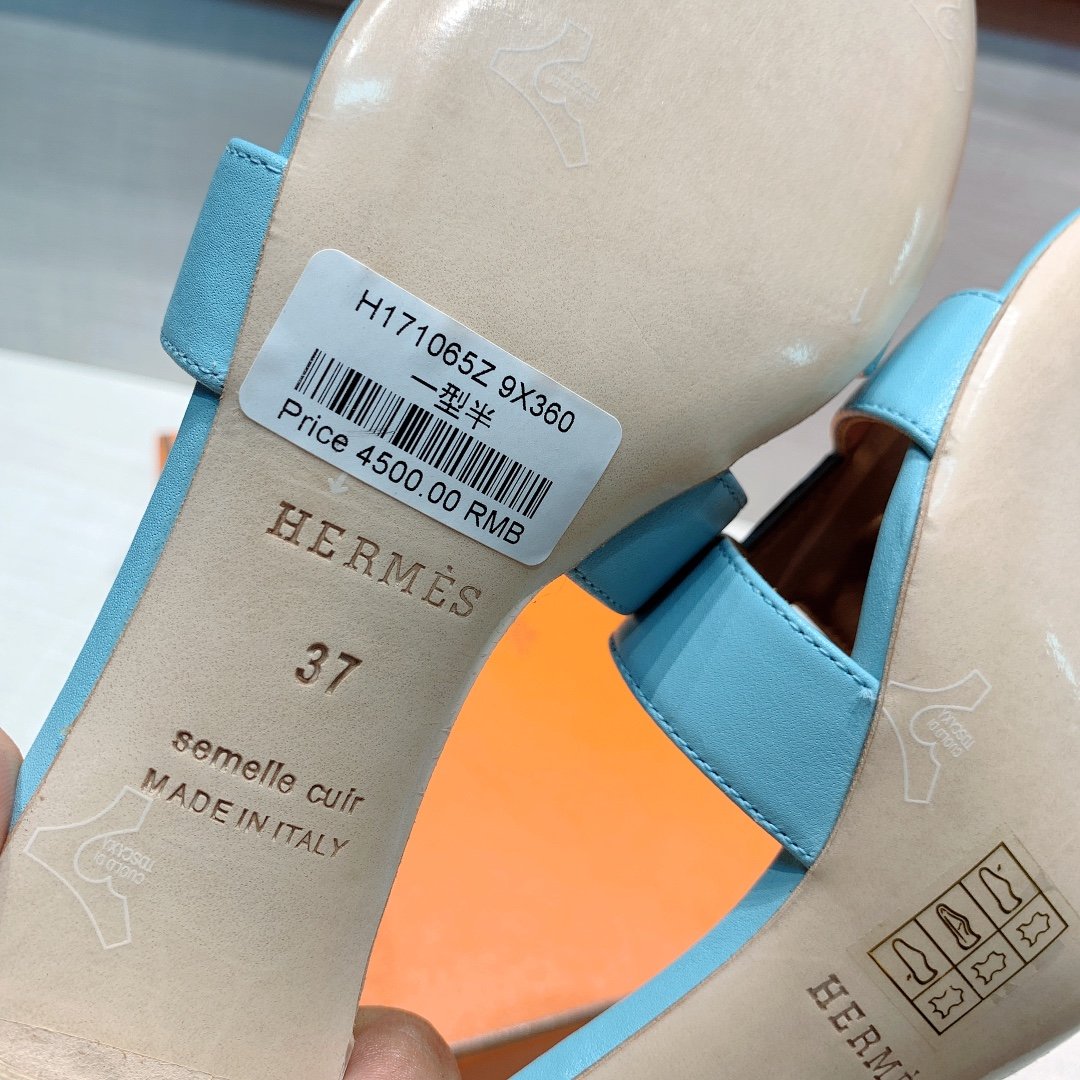 H171065Z 9X360
一型半
Price 4500.00 RMB
HERMÈS
37
semelle cuir
MADE IN ITALY
HERMÈS